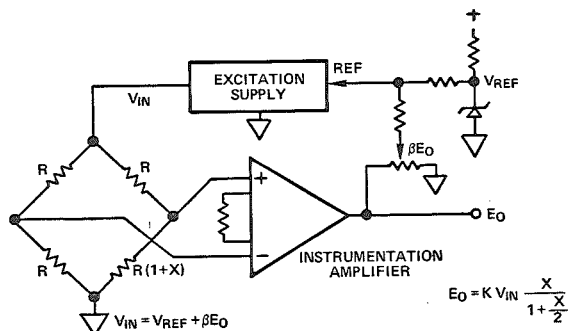 +
REF
EXCITATION
SUPPLY
V_REF
V_IN
R
R
βE_O
+
−
R
R(1+X)
INSTRUMENTATION
AMPLIFIER
E_O
V_IN = V_REF + βE_O
E_O = K V_IN X / (1 + X/2)